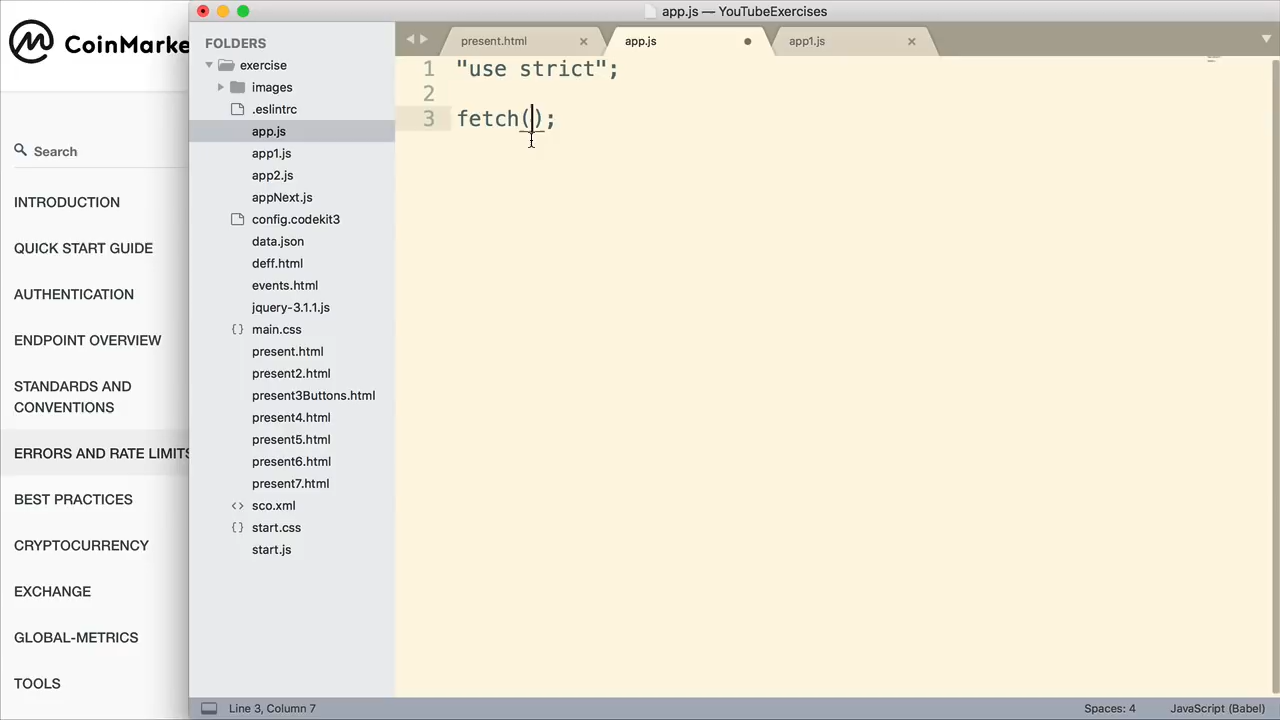 CoinMarke
Search
INTRODUCTION
QUICK START GUIDE
AUTHENTICATION
ENDPOINT OVERVIEW
STANDARDS AND
CONVENTIONS
ERRORS AND RATE LIMITS
BEST PRACTICES
CRYPTOCURRENCY
EXCHANGE
GLOBAL-METRICS
TOOLS
app.js — YouTubeExercises
FOLDERS
exercise
images
.eslintrc
app.js
app1.js
app2.js
appNext.js
config.codekit3
data.json
deff.html
events.html
jquery-3.1.1.js
{} main.css
present.html
present2.html
present3Buttons.html
present4.html
present5.html
present6.html
present7.html
<> sco.xml
{} start.css
start.js
present.html × app.js app1.js ×
1 "use strict";
2
3 fetch();
Line 3, Column 7 Spaces: 4 JavaScript (Babel)